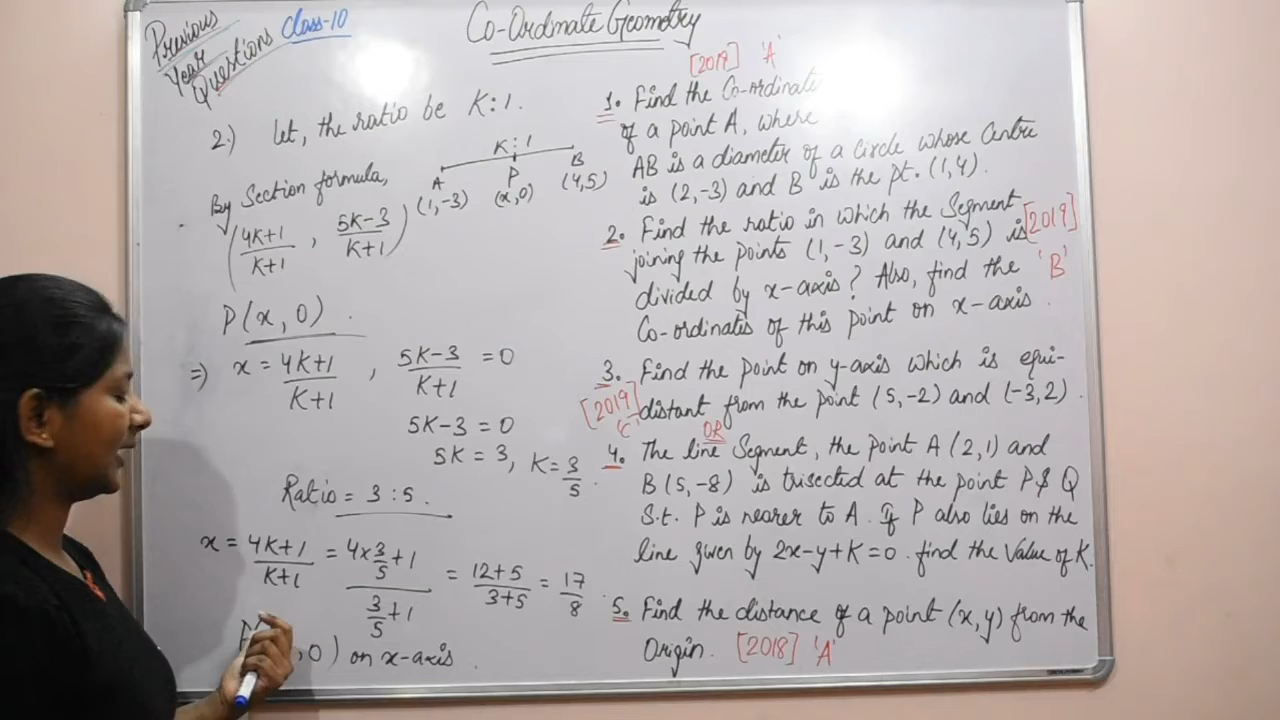 Previous
Year
Questions Class-10
Co-Ordinate Geometry
2.) Let, the ratio be K:1.
K:1
A P B
(1,-3) (x,0) (4,5)
By Section formula,
(4K+1/K+1 , 5K-3/K+1)
P(x,0).
=) x = 4K+1/K+1 , 5K-3/K+1 = 0
5K-3 = 0
5K = 3, K = 3/5.
Ratio = 3:5.
x = 4K+1/K+1 = 4x3/5+1/3/5+1 = 12+5/3+5 = 17/8
,0) on x-axis.
[2019] 'A'
1. Find the Co-ordinate
of a point A, where
AB is a diameter of a Circle whose Centre
is (2,-3) and B is the pt. (1,4).
2. Find the ratio in which the Segment [2019]
joining the points (1,-3) and (4,5) is
divided by x-axis? Also, find the 'B'
Co-ordinates of this point on x-axis.
3. Find the point on y-axis which is equi-
[2019] distant from the point (5,-2) and (-3,2).
'C' OR
4. The line Segment, the point A(2,1) and
B(5,-8) is trisected at the point P & Q
S.t. P is nearer to A. If P also lies on the
line given by 2x-y+K=0. find the Value of K.
5. Find the distance of a point (x,y) from the
Origin. [2018] 'A'